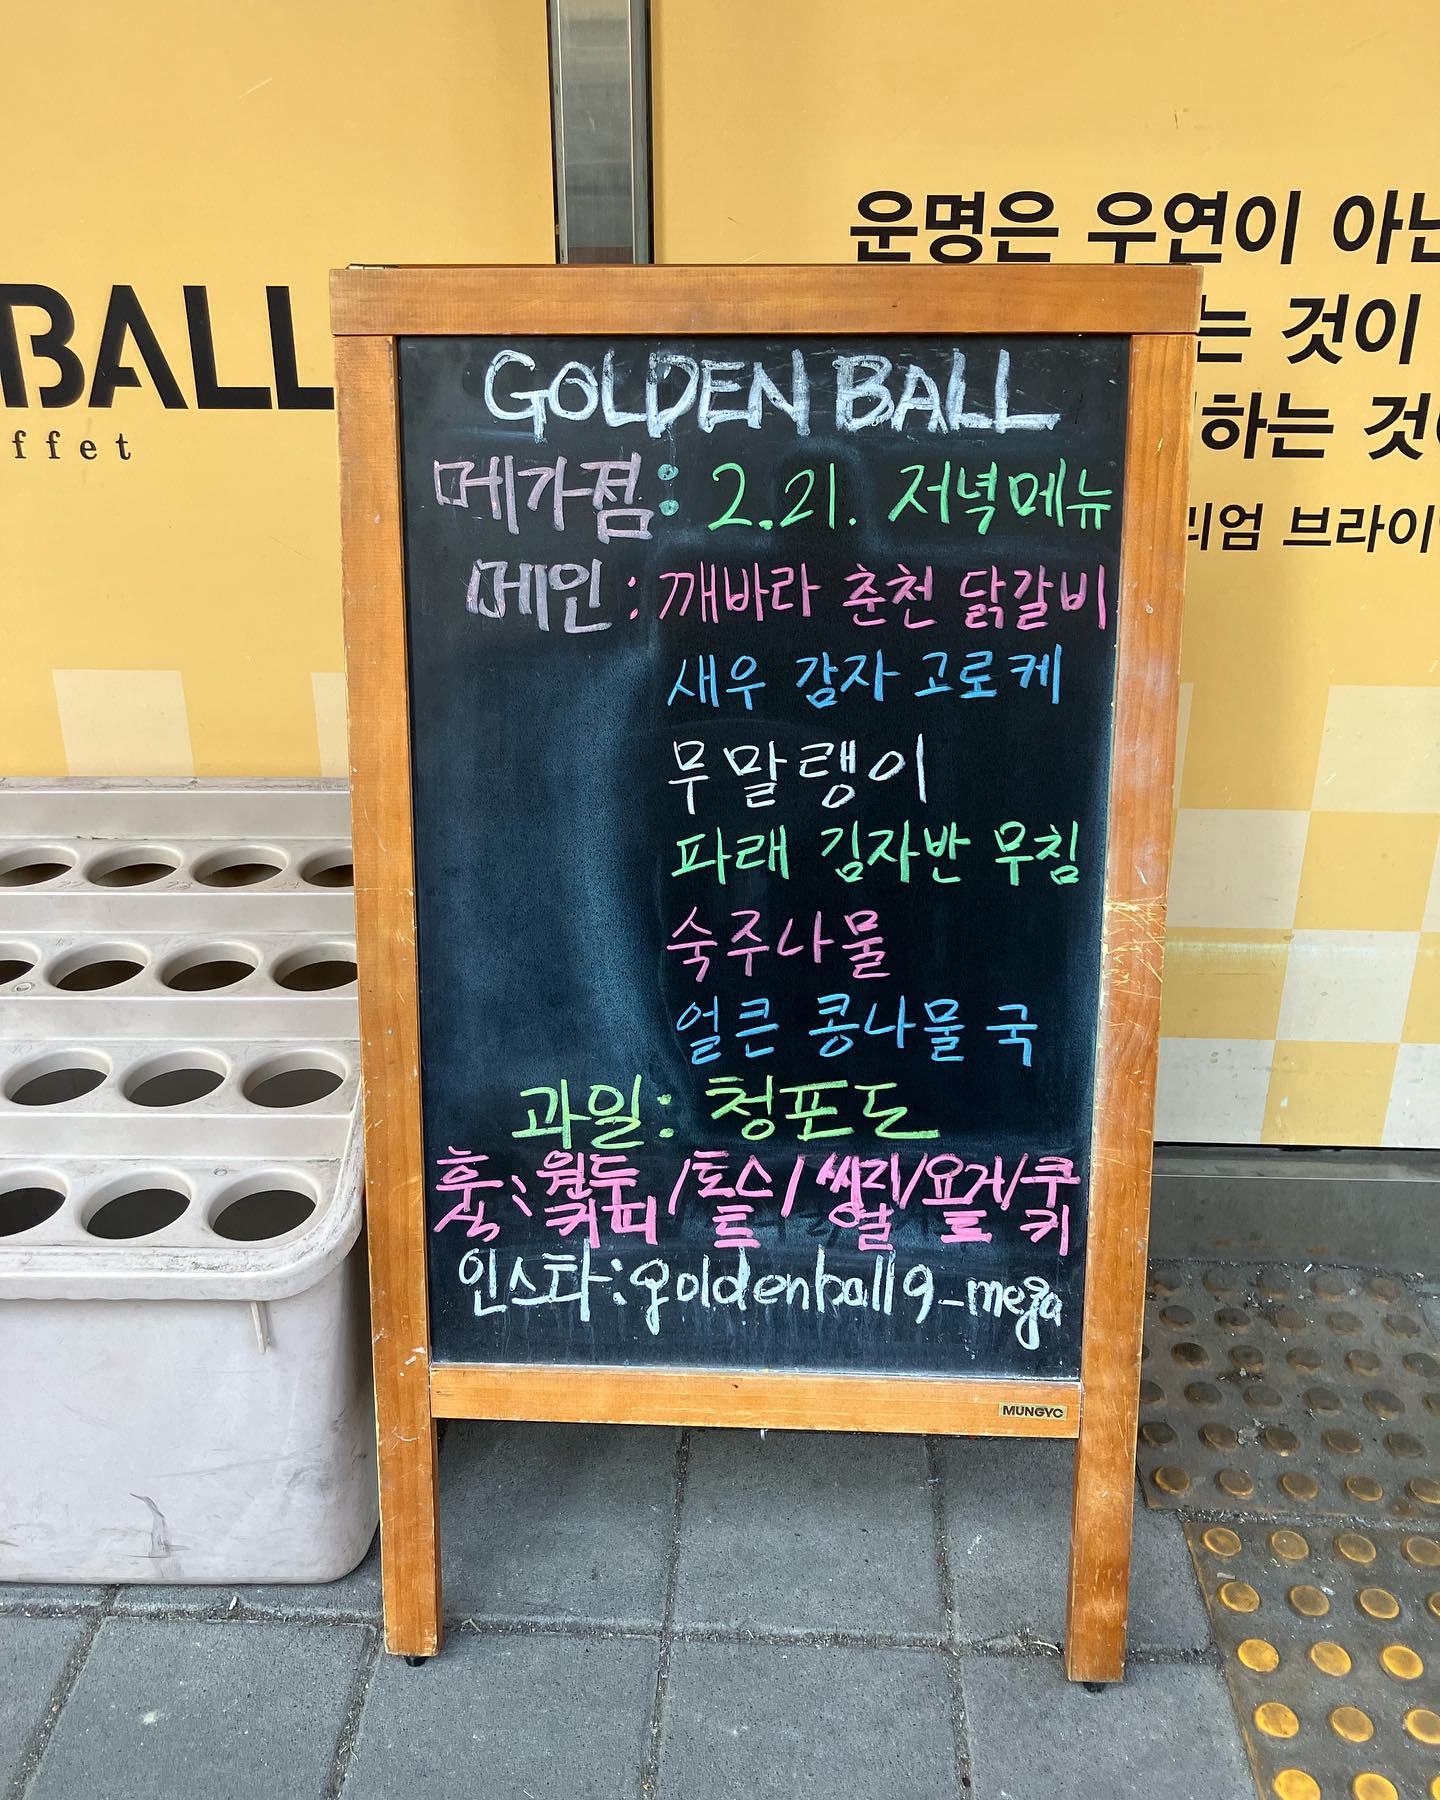 BALL
ffet
운명은 우연이 아닌
는 것이
하는 것
리엄 브라이
GOLDEN BALL
메가점: 2.21. 저녁메뉴
메인: 깨바라 춘천 닭갈비
새우 감자 고로케
무말랭이
파래 김자반 무침
숙주나물
얼큰 콩나물 국
과일: 청포도
후식: 원두커피/토스트/씽지얼/요거트/쿠키
인스타: goldenball9_mega
MUNGYO